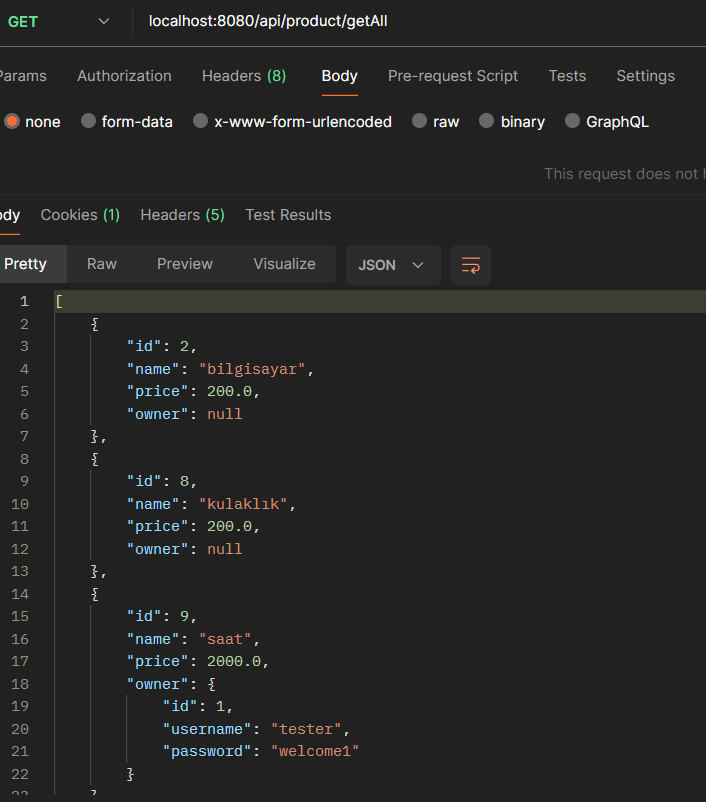 GET localhost:8080/api/product/getAll
Params Authorization Headers (8) Body Pre-request Script Tests Settings
none form-data x-www-form-urlencoded raw binary GraphQL
This request does not
Cookies (1) Headers (5) Test Results
Pretty Raw Preview Visualize JSON
1 [
2 {
3 "id": 2,
4 "name": "bilgisayar",
5 "price": 200.0,
6 "owner": null
7 },
8 {
9 "id": 8,
10 "name": "kulaklık",
11 "price": 200.0,
12 "owner": null
13 },
14 {
15 "id": 9,
16 "name": "saat",
17 "price": 2000.0,
18 "owner": {
19 "id": 1,
20 "username": "tester",
21 "password": "welcome1"
22 }